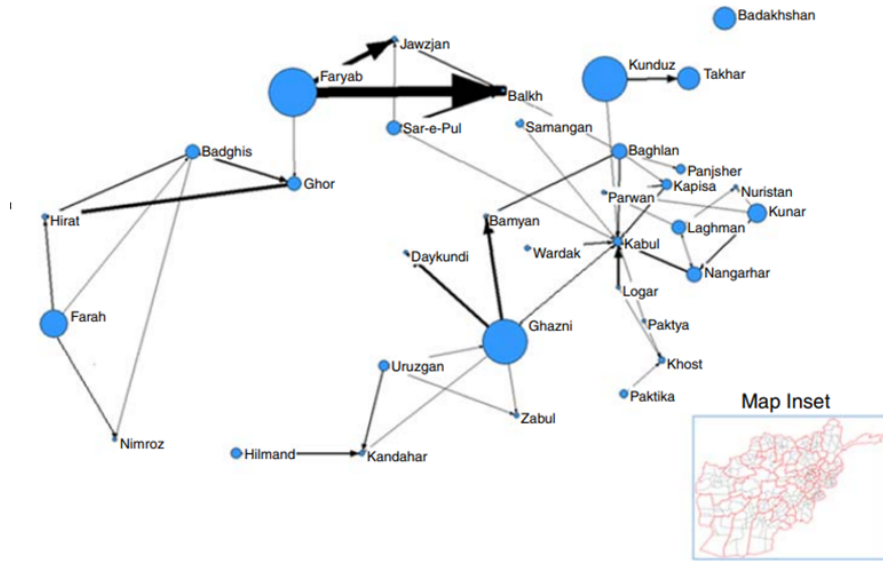 Badakhshan
Jawzjan
Faryab
Kunduz
Takhar
Balkh
Sar-e-Pul
Samangan
Badghis
Baghlan
Panjsher
Ghor
Kapisa
Nuristan
Parwan
Hirat
Bamyan
Kunar
Laghman
Daykundi
Wardak
Kabul
Nangarhar
Logar
Farah
Ghazni
Paktya
Uruzgan
Khost
Paktika
Map Inset
Zabul
Nimroz
Hilmand
Kandahar